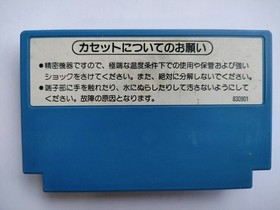 カセットについてのお願い
●精密機器ですので、極端な温度条件下での使用や保管および強い
ショックをさけてください。また、絶対に分解しないでください。
●端子部に手を触れたり、水にぬらしたりして汚さないようにして
ください。故障の原因となります。
830901